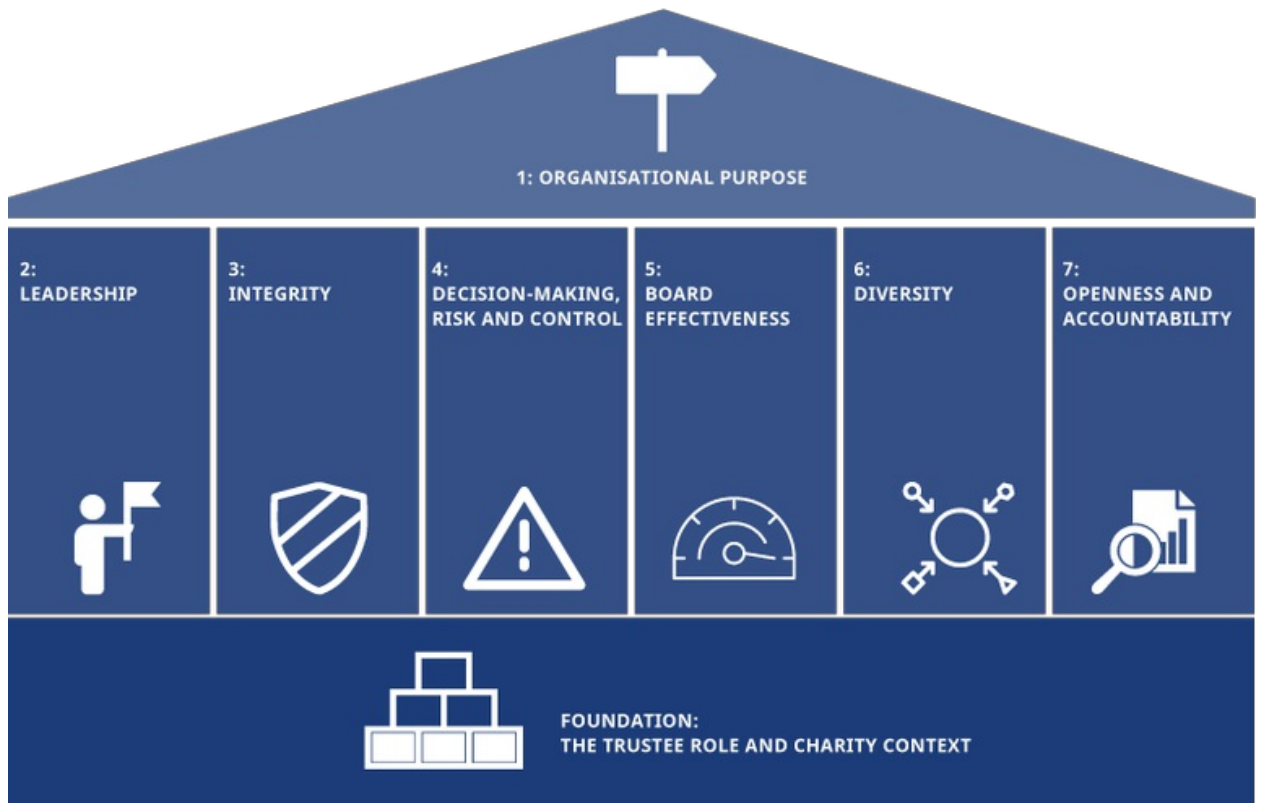 1: ORGANISATIONAL PURPOSE
2:
LEADERSHIP
3:
INTEGRITY
4:
DECISION-MAKING,
RISK AND CONTROL
5:
BOARD
EFFECTIVENESS
6:
DIVERSITY
7:
OPENNESS AND
ACCOUNTABILITY
FOUNDATION:
THE TRUSTEE ROLE AND CHARITY CONTEXT